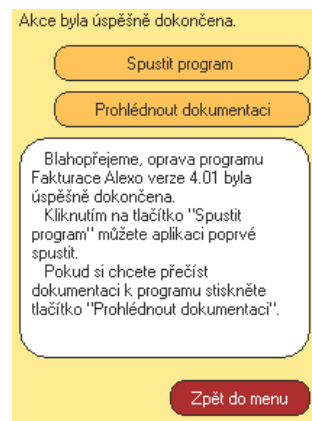 Akce byla úspěšně dokončena.
Spustit program
Prohlédnout dokumentaci
Blahopřejeme, oprava programu
Fakturace Alexo verze 4.01 byla
úspěšně dokončena.
Kliknutím na tlačítko "Spustit
program" můžete aplikaci poprvé
spustit.
Pokud si chcete přečíst
dokumentaci k programu stiskněte
tlačítko "Prohlédnout dokumentaci".
Zpět do menu